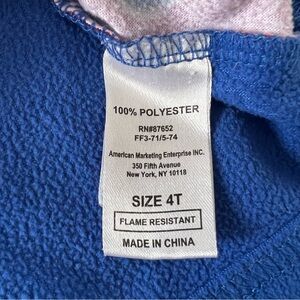 100% POLYESTER
RN#87652
FF3-71/5-74
American Marketing Enterprise INC.
350 Fifth Avenue
New York, NY 10118
SIZE 4T
FLAME RESISTANT
MADE IN CHINA